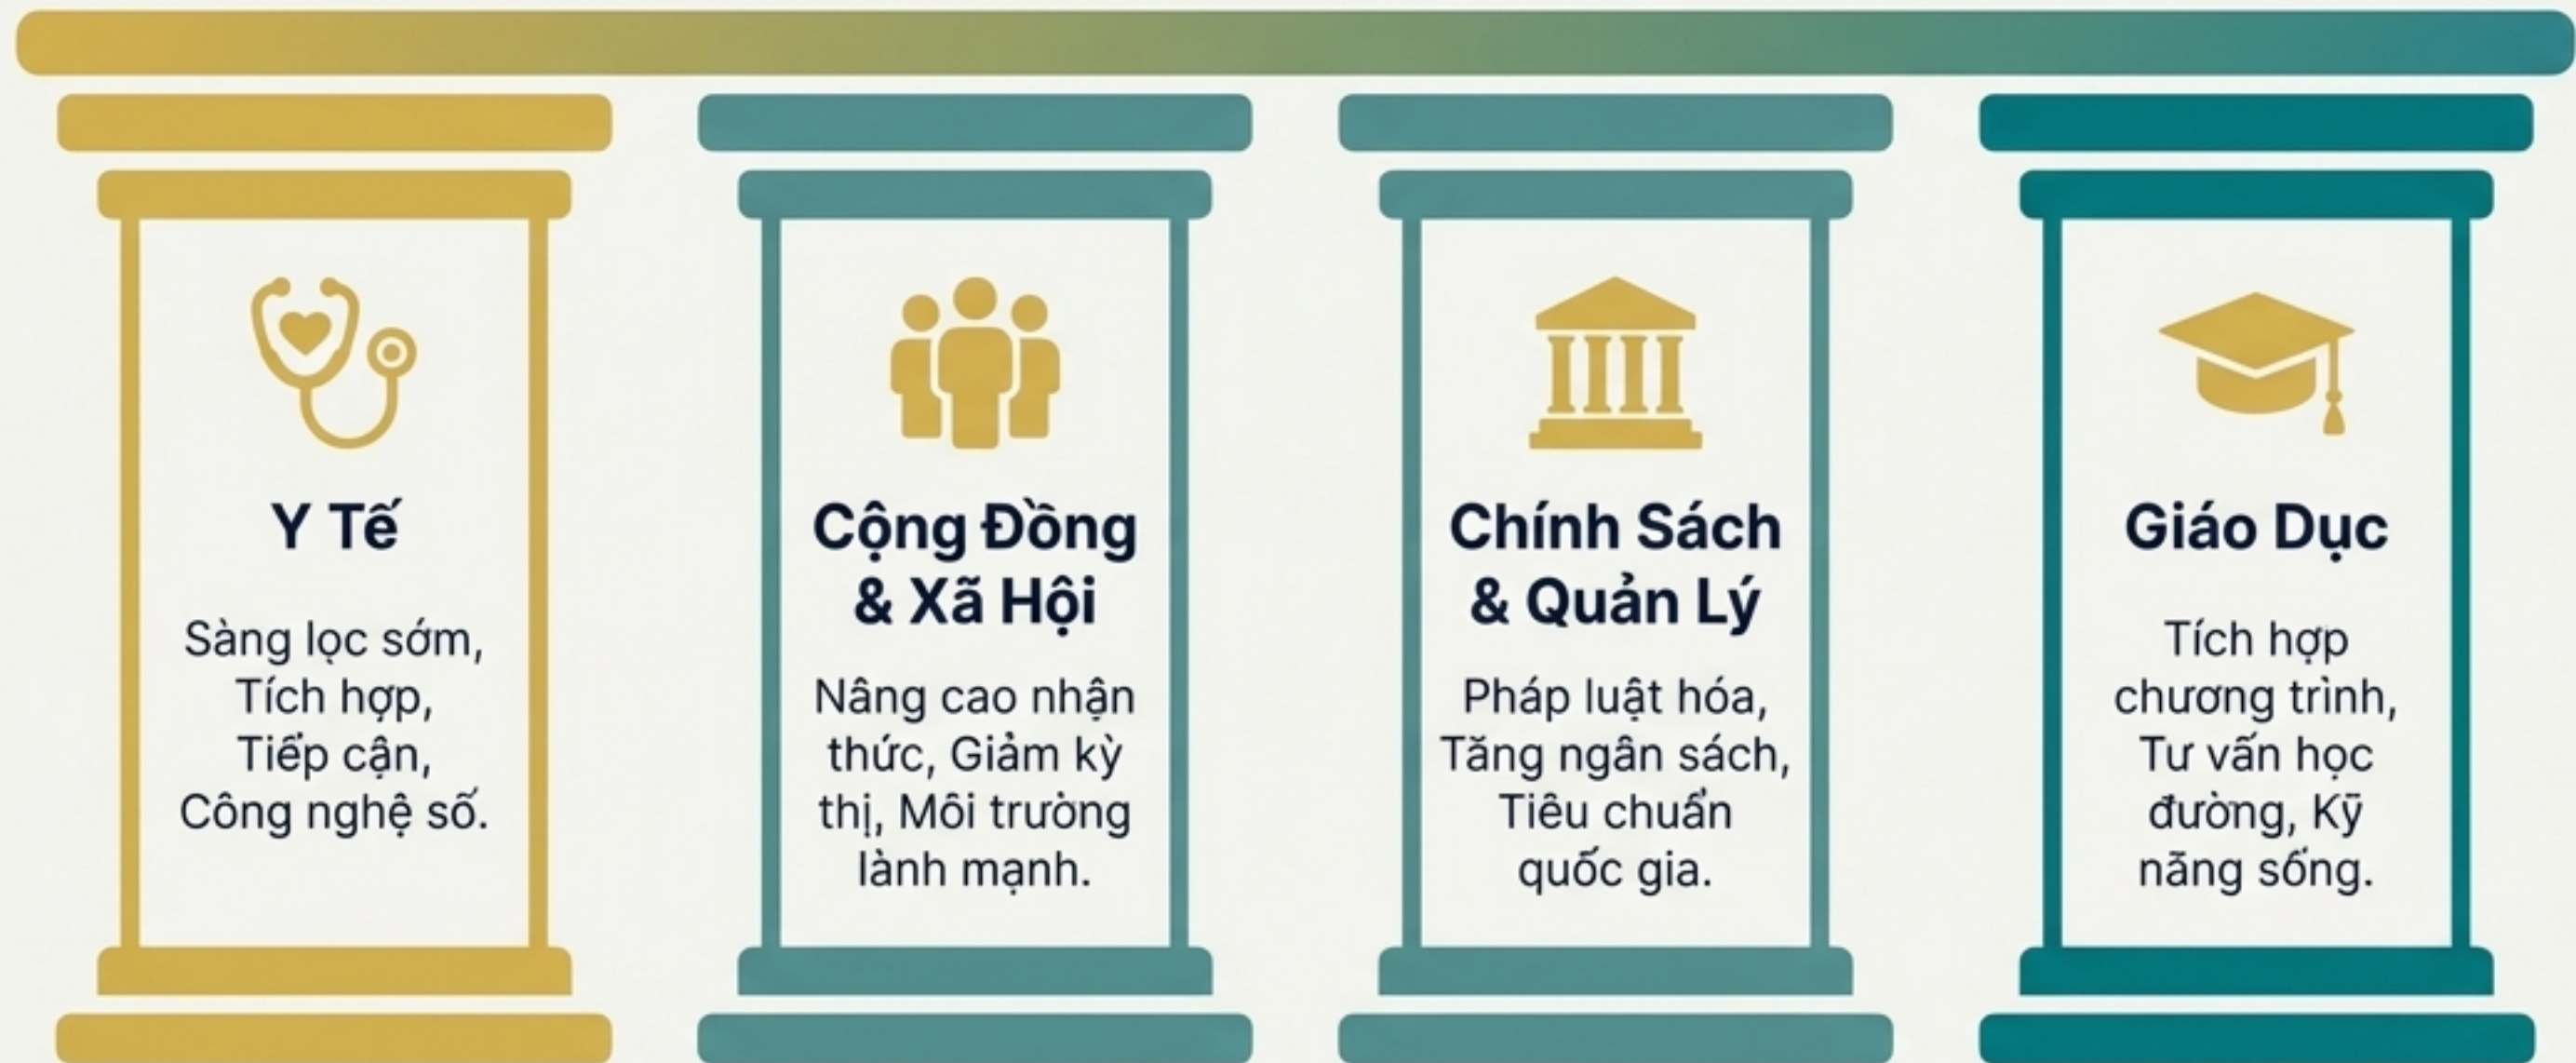 Y Tế
Sàng lọc sớm,
Tích hợp,
Tiếp cận,
Công nghệ số.
Cộng Đồng
& Xã Hội
Nâng cao nhận
thức, Giảm kỳ
thị, Môi trường
lành mạnh.
Chính Sách
& Quản Lý
Pháp luật hóa,
Tăng ngân sách,
Tiêu chuẩn
quốc gia.
Giáo Dục
Tích hợp
chương trình,
Tư vấn học
đường, Kỹ
năng sống.